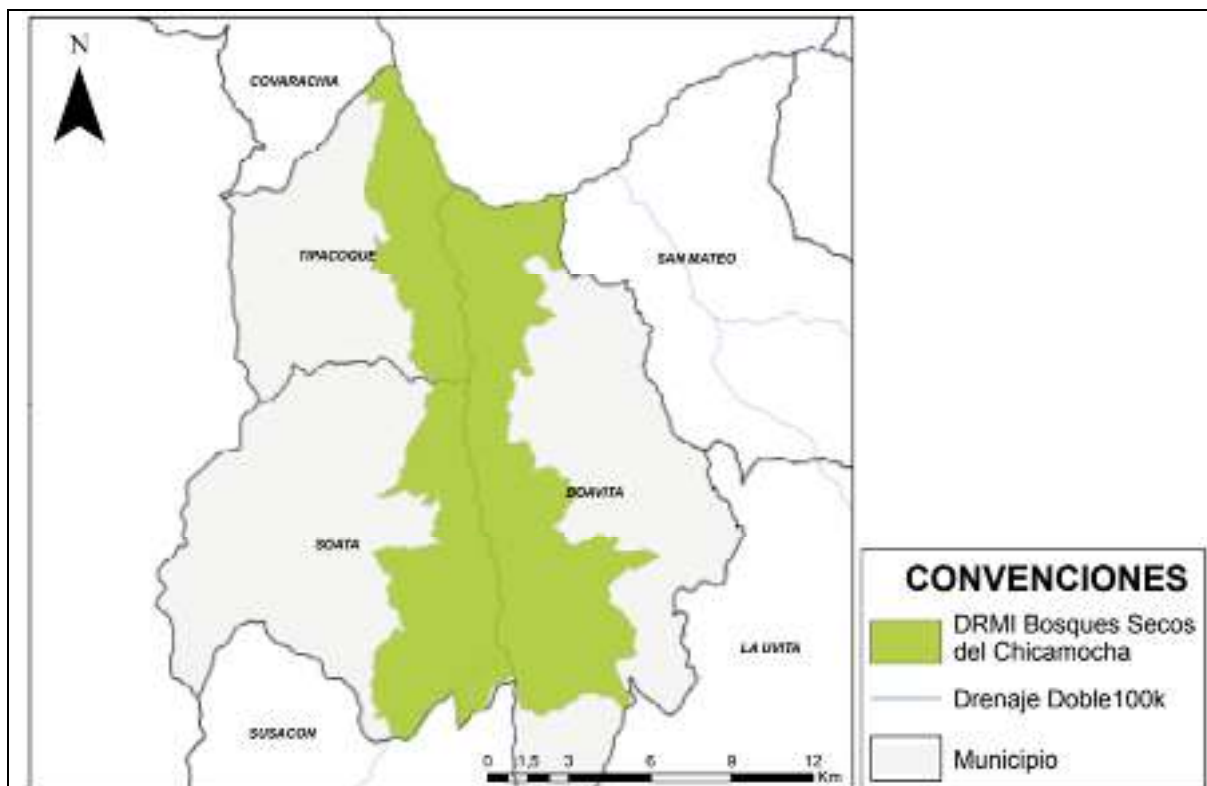 N
COVARACHIA
TIPACOQUE
SAN MATEO
BOAVITA
SOATA
LA UVITA
SUSACON
0 1,5 3 6 9 12
Km
CONVENCIONES
DRMI Bosques Secos
del Chicamocha
Drenaje Doble100k
Municipio